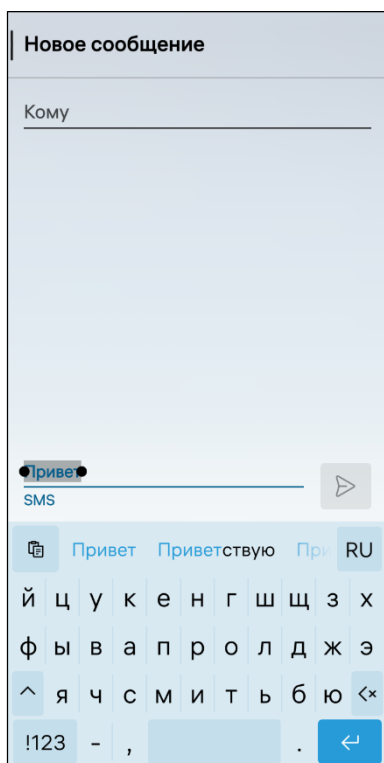 Новое сообщение
Кому
Привет
SMS
Привет Приветствую При RU
й ц у к е н г ш щ з х
ф ы в а п р о л д ж э
я ч с м и т ь б ю
!123 - , .